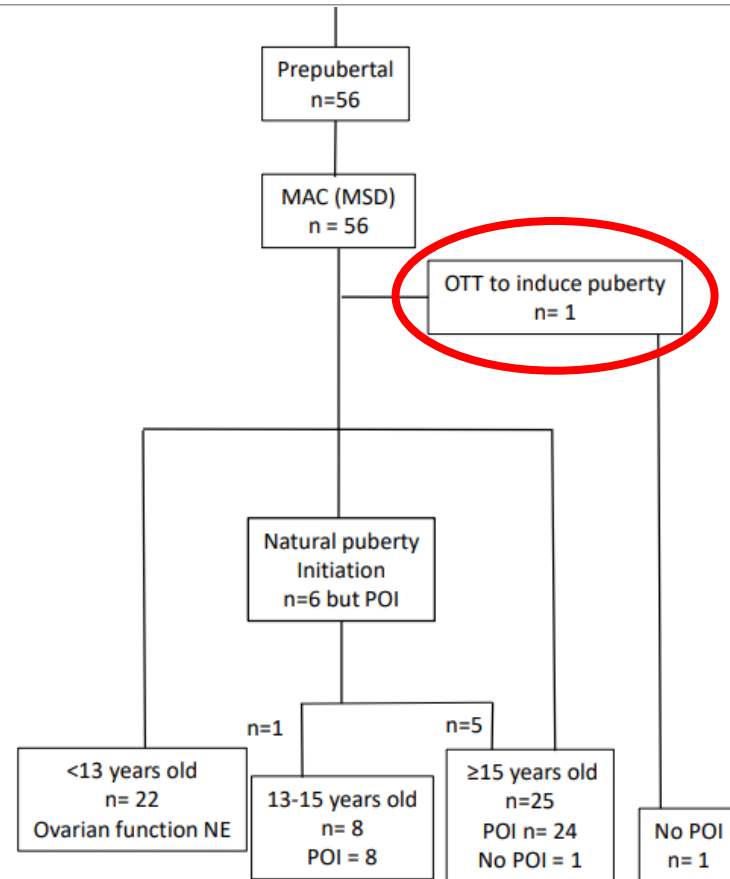 Prepubertal
n=56
MAC (MSD)
n = 56
OTT to induce puberty
n= 1
Natural puberty
Initiation
n=6 but POI
n=1
n=5
<13 years old
n= 22
Ovarian function NE
13-15 years old
n= 8
POI = 8
≥15 years old
n=25
POI n= 24
No POI = 1
No POI
n= 1